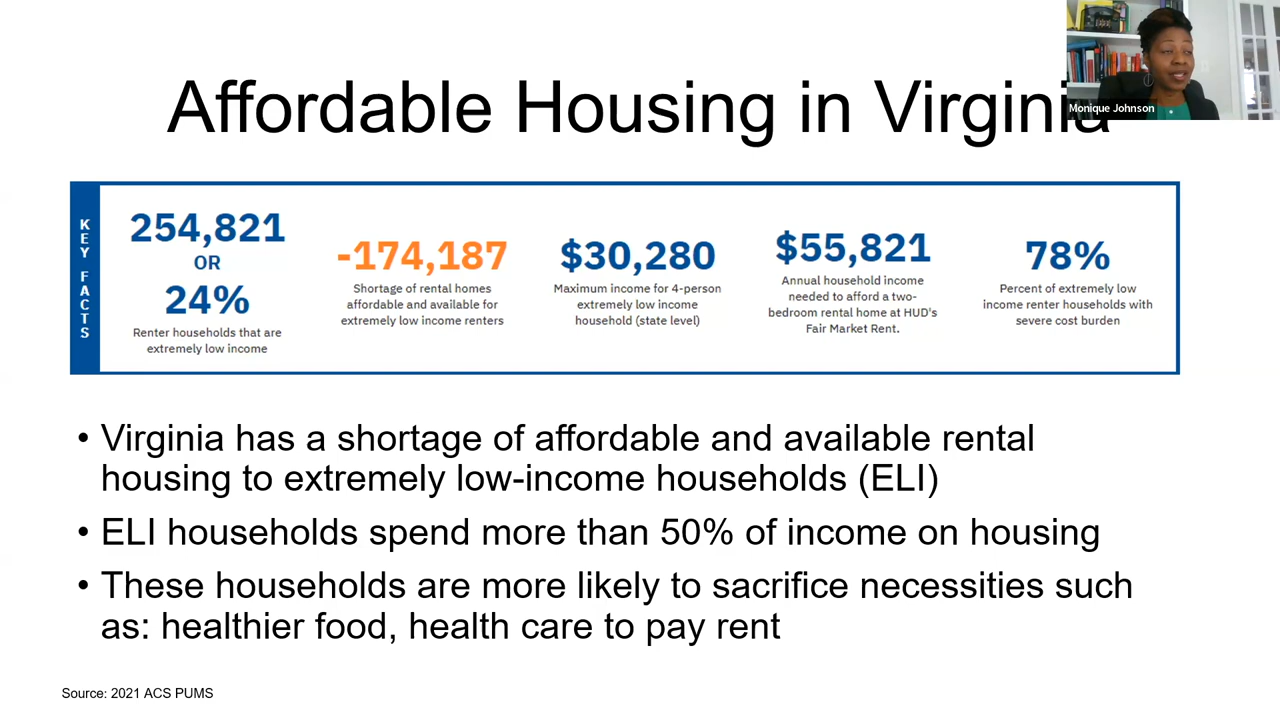 Affordable Housing in Virginia
Monique Johnson
KEY FACTS
254,821
OR
24%
Renter households that are
extremely low income
-174,187
Shortage of rental homes
affordable and available for
extremely low income renters
$30,280
Maximum income for 4-person
extremely low income
household (state level)
$55,821
Annual household income
needed to afford a two-
bedroom rental home at HUD's
Fair Market Rent.
78%
Percent of extremely low
income renter households with
severe cost burden
• Virginia has a shortage of affordable and available rental
housing to extremely low-income households (ELI)
• ELI households spend more than 50% of income on housing
• These households are more likely to sacrifice necessities such
as: healthier food, health care to pay rent
Source: 2021 ACS PUMS